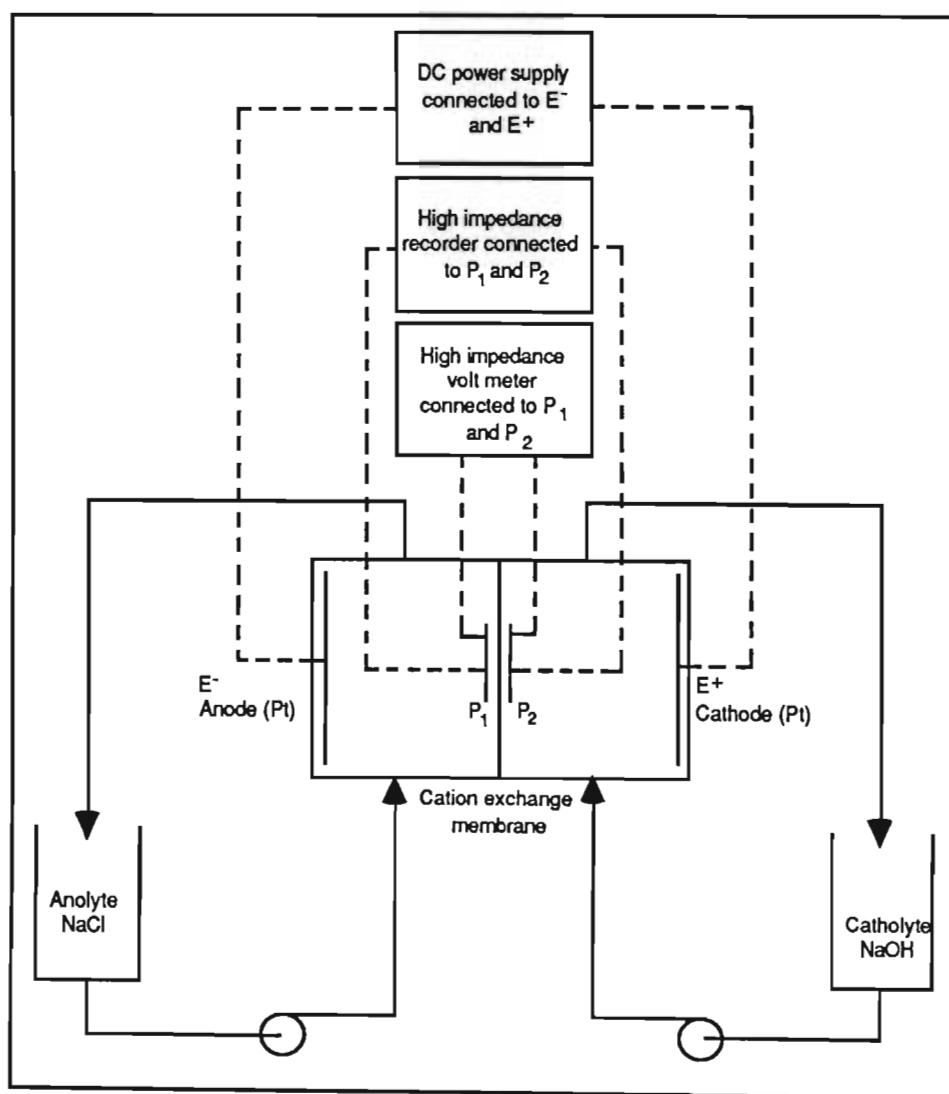 DC power supply
connected to E⁻
and E⁺
High impedance
recorder connected
to P₁ and P₂
High impedance
volt meter
connected to P₁
and P₂
E⁻
Anode (Pt)
P₁ P₂
E⁺
Cathode (Pt)
Cation exchange
membrane
Anolyte
NaCl
Catholyte
NaOH